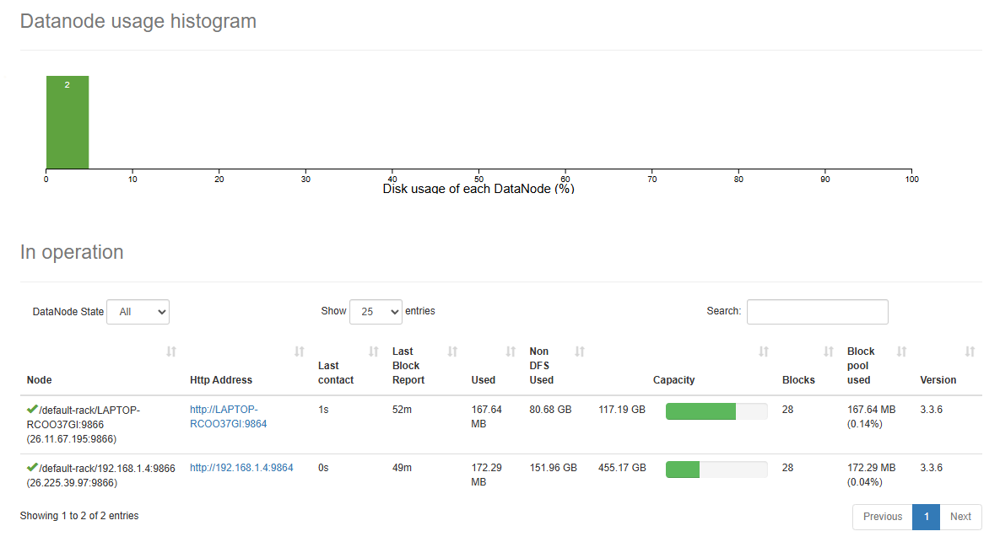 Datanode usage histogram
2
0 10 20 30 40 50 60 70 80 90 100
Disk usage of each DataNode (%)
In operation
DataNode State All Show 25 entries Search:
Node Http Address Last contact Last Block Report Used Non DFS Used Capacity Blocks Block pool used Version
/default-rack/LAPTOP-
RCOO37GI:9866
(26.11.67.195:9866)
http://LAPTOP-
RCOO37GI:9864
1s
52m
167.64
MB
80.68 GB
117.19 GB
28
167.64 MB
(0.14%)
3.3.6
/default-rack/192.168.1.4:9866
(26.225.39.97:9866)
http://192.168.1.4:9864
0s
49m
172.29
MB
151.96 GB
455.17 GB
28
172.29 MB
(0.04%)
3.3.6
Showing 1 to 2 of 2 entries
Previous 1 Next